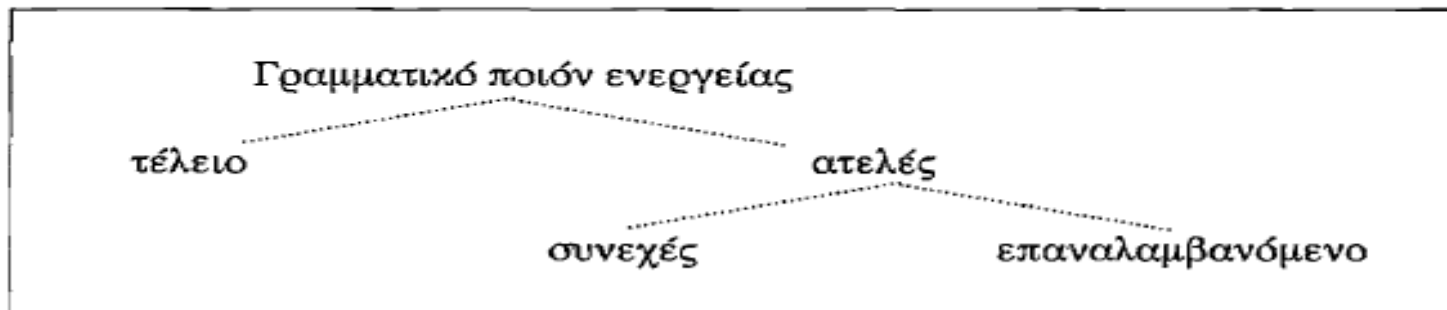 Γραμματικό ποιόν ενεργείας
τέλειο ατελές
συνεχές επαναλαμβανόμενο